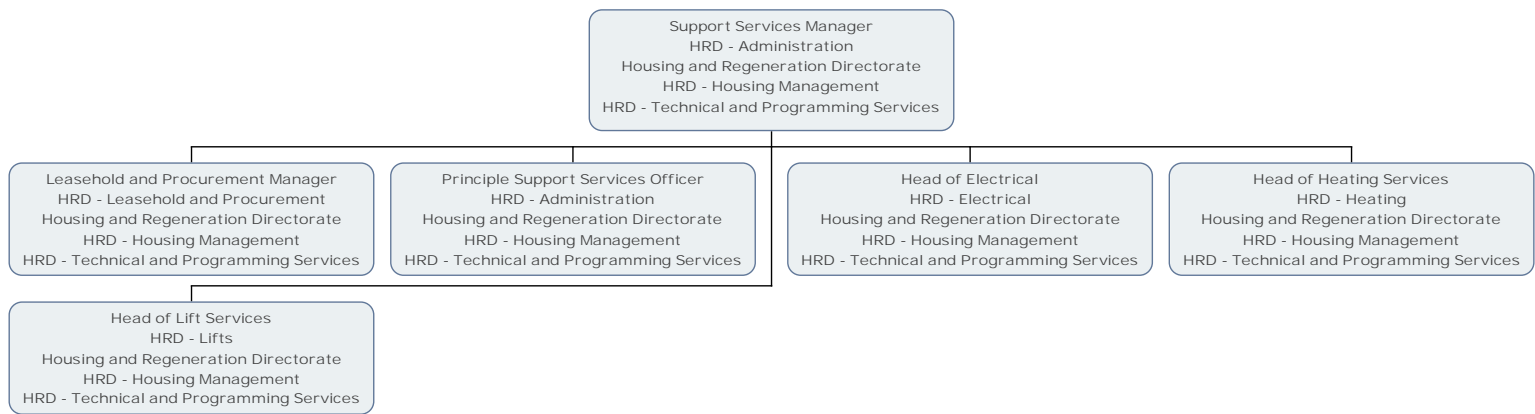 Support Services Manager
HRD - Administration
Housing and Regeneration Directorate
HRD - Housing Management
HRD - Technical and Programming Services
Leasehold and Procurement Manager
HRD - Leasehold and Procurement
Housing and Regeneration Directorate
HRD - Housing Management
HRD - Technical and Programming Services
Principle Support Services Officer
HRD - Administration
Housing and Regeneration Directorate
HRD - Housing Management
HRD - Technical and Programming Services
Head of Electrical
HRD - Electrical
Housing and Regeneration Directorate
HRD - Housing Management
HRD - Technical and Programming Services
Head of Heating Services
HRD - Heating
Housing and Regeneration Directorate
HRD - Housing Management
HRD - Technical and Programming Services
Head of Lift Services
HRD - Lifts
Housing and Regeneration Directorate
HRD - Housing Management
HRD - Technical and Programming Services